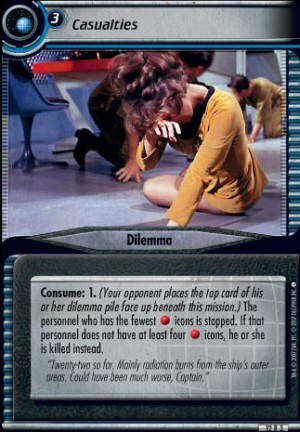 3
Casualties
Dilemma
Consume: 1. (Your opponent places the top card of his
or her dilemma pile face up beneath this mission.) The
personnel who has the fewest icons is stopped. If that
personnel does not have at least four icons, he or she
is killed instead.
"Twenty-two so far. Mainly radiation burns from the ship's outer
areas. Could have been much worse, Captain."
12 R 3